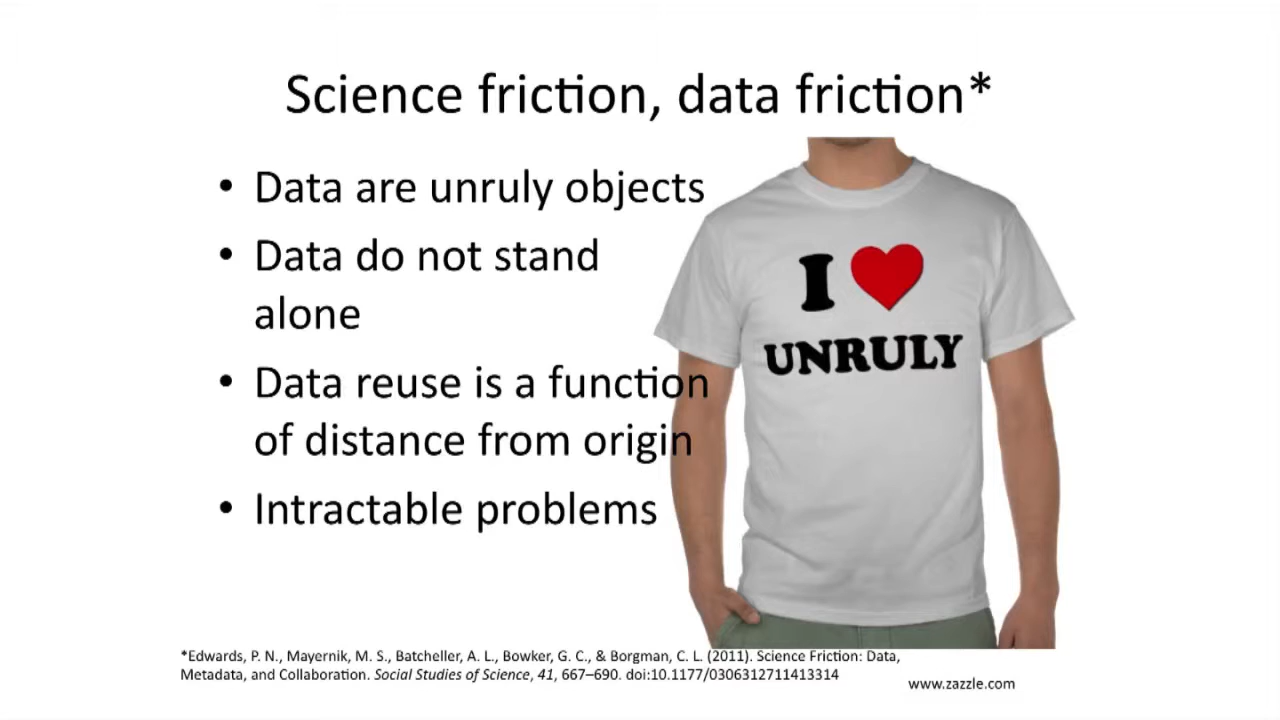 Science friction, data friction*
• Data are unruly objects
• Data do not stand
alone
• Data reuse is a function
of distance from origin
• Intractable problems
I ♥
UNRULY
*Edwards, P. N., Mayernik, M. S., Batcheller, A. L., Bowker, G. C., & Borgman, C. L. (2011). Science Friction: Data,
Metadata, and Collaboration. Social Studies of Science, 41, 667–690. doi:10.1177/0306312711413314
www.zazzle.com